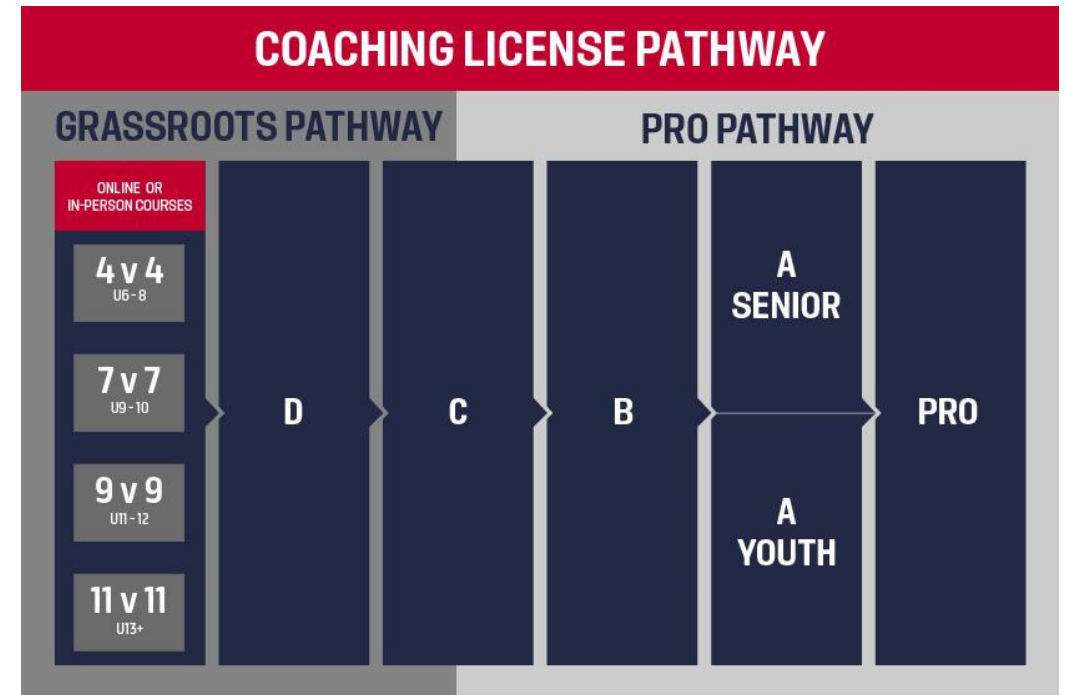 COACHING LICENSE PATHWAY
GRASSROOTS PATHWAY
PRO PATHWAY
ONLINE OR
IN-PERSON COURSES
4 v 4
U6-8
7 v 7
U9-10
9 v 9
U11-12
11 v 11
U13+
D
C
B
A
SENIOR
A
YOUTH
PRO